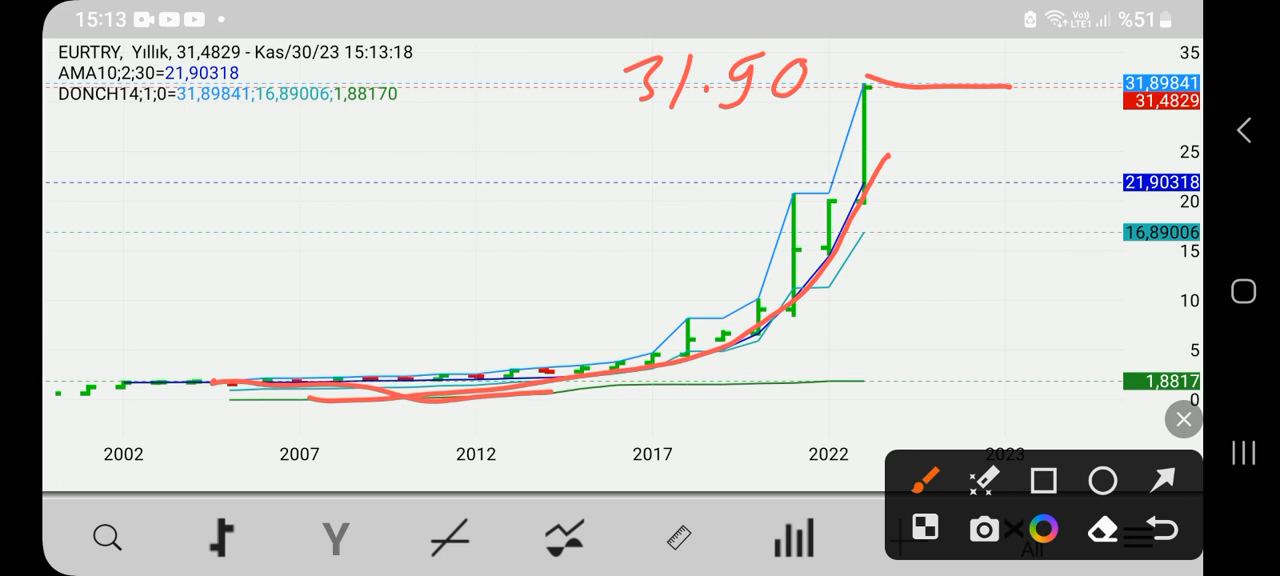 15:13
Vo)) LTE1 %51
EURTRY, Yıllık, 31,4829 - Kas/30/23 15:13:18
AMA10;2;30=21,90318
DONCH14;1;0=31,89841;16,89006;1,88170
31.90
35
31,89841
31,4829
25
21,90318
20
16,89006
15
10
5
1,8817
0
2002 2007 2012 2017 2022 2023
Y
All